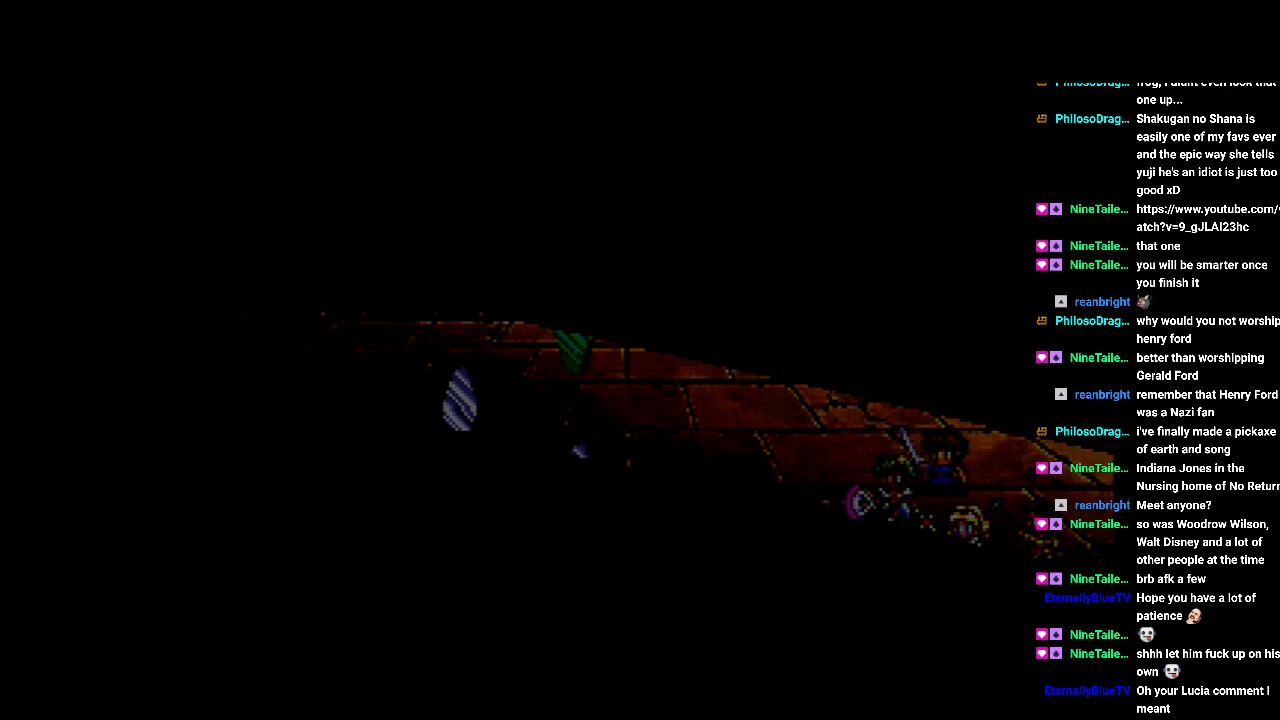 one up...
PhilosoDrag... Shakugan no Shana is
easily one of my favs ever
and the epic way she tells
yuji he's an idiot is just too
good xD
NineTaile... https://www.youtube.com/
atch?v=9_gJLAI23hc
NineTaile... that one
NineTaile... you will be smarter once
you finish it
reanbright
PhilosoDrag... why would you not worship
henry ford
NineTaile... better than worshipping
Gerald Ford
reanbright remember that Henry Ford
was a Nazi fan
PhilosoDrag... i've finally made a pickaxe
of earth and song
NineTaile... Indiana Jones in the
Nursing home of No Return
reanbright Meet anyone?
NineTaile... so was Woodrow Wilson,
Walt Disney and a lot of
other people at the time
NineTaile... brb afk a few
EternallyBlueTV Hope you have a lot of
patience
NineTaile...
NineTaile... shhh let him fuck up on his
own
EternallyBlueTV Oh your Lucia comment I
meant